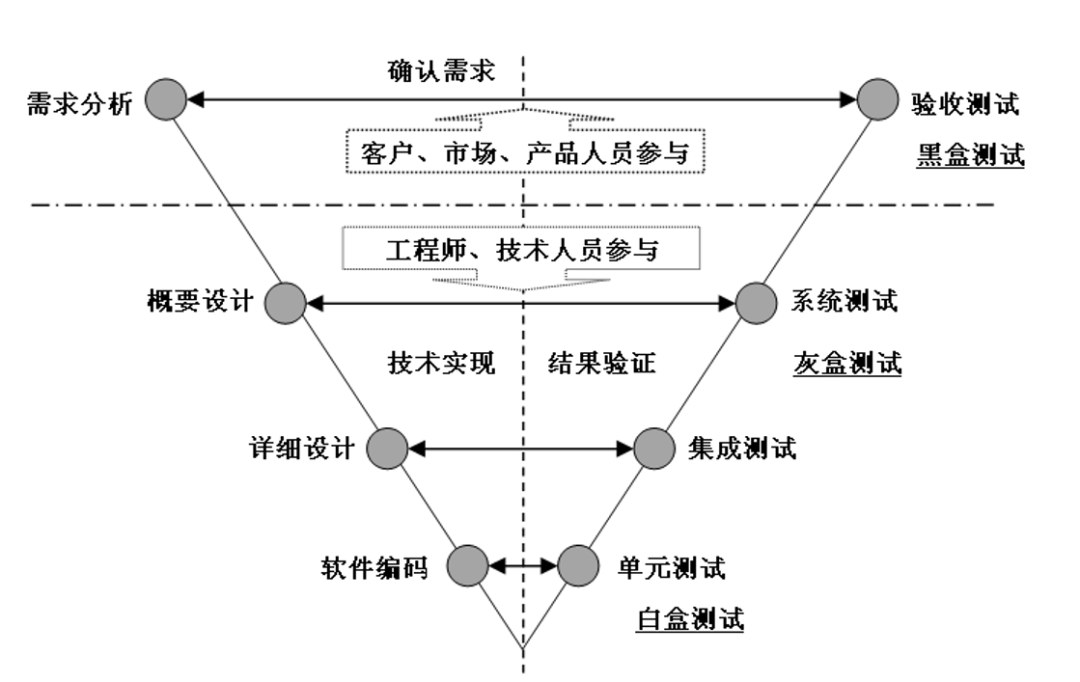 确认需求
需求分析
验收测试
客户、市场、产品人员参与
黑盒测试
工程师、技术人员参与
概要设计
系统测试
技术实现
结果验证
灰盒测试
详细设计
集成测试
软件编码
单元测试
白盒测试